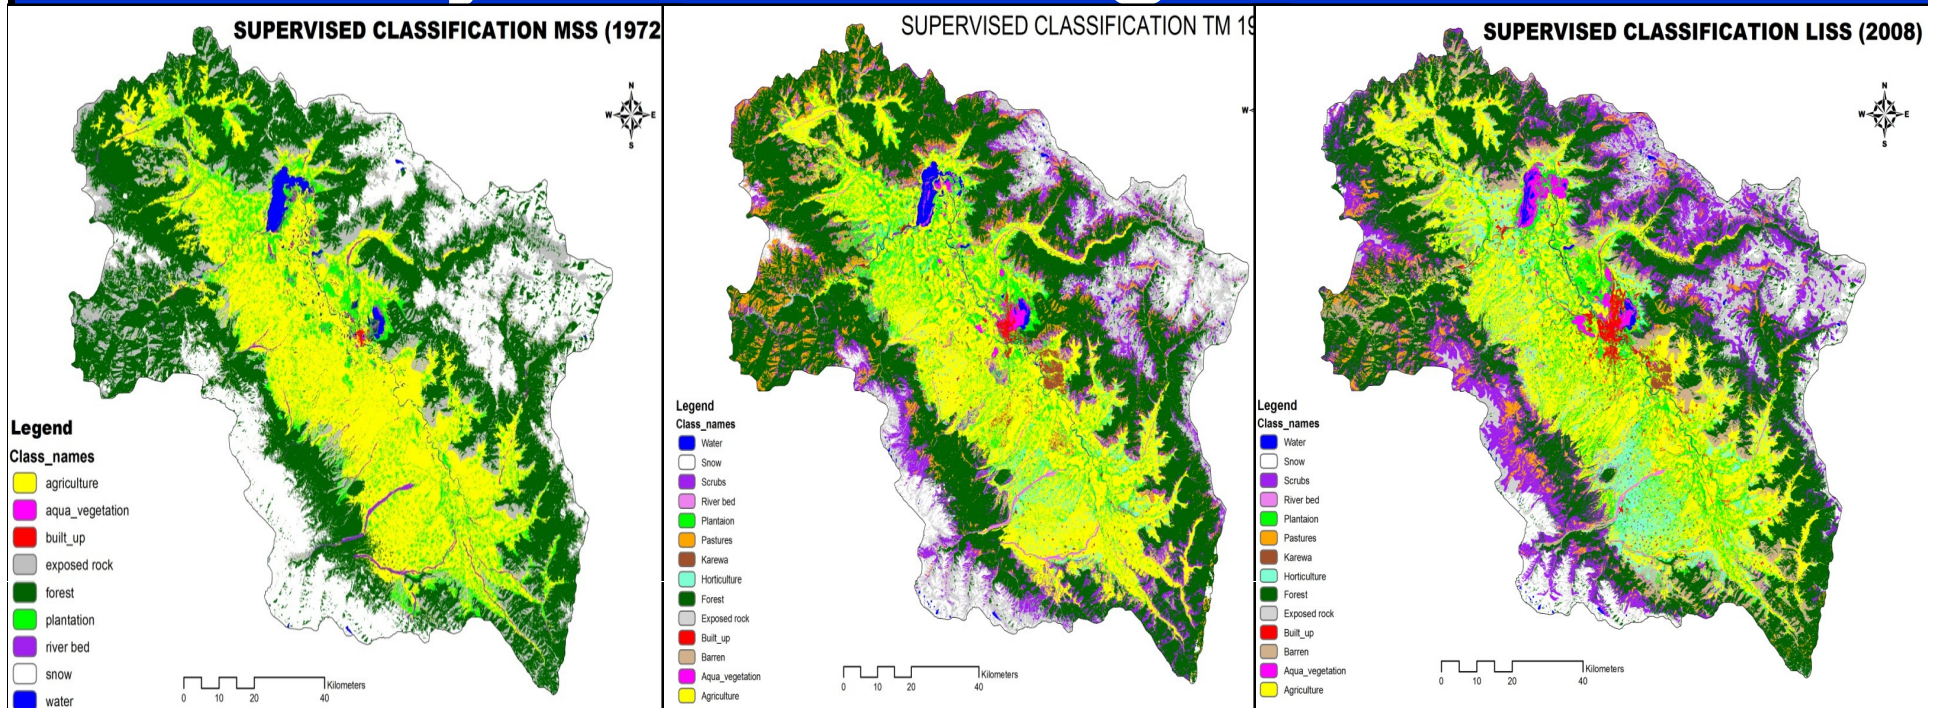 SUPERVISED CLASSIFICATION MSS (1972
N
W E
S
Legend
Class_names
agriculture
aqua_vegetation
built_up
exposed rock
forest
plantation
river bed
snow
water
Kilometers
0 10 20 40
SUPERVISED CLASSIFICATION TM 19
W
Legend
Class_names
Water
Snow
Scrubs
River bed
Plantaion
Pastures
Karewa
Horticulture
Forest
Exposed rock
Built_up
Barren
Aqua_vegetation
Agriculture
Kilometers
0 10 20 40
SUPERVISED CLASSIFICATION LISS (2008)
N
W E
S
Legend
Class_names
Water
Snow
Scrubs
River bed
Plantaion
Pastures
Karewa
Horticulture
Forest
Exposed rock
Built_up
Barren
Aqua_vegetation
Agriculture
Kilometers
0 10 20 40